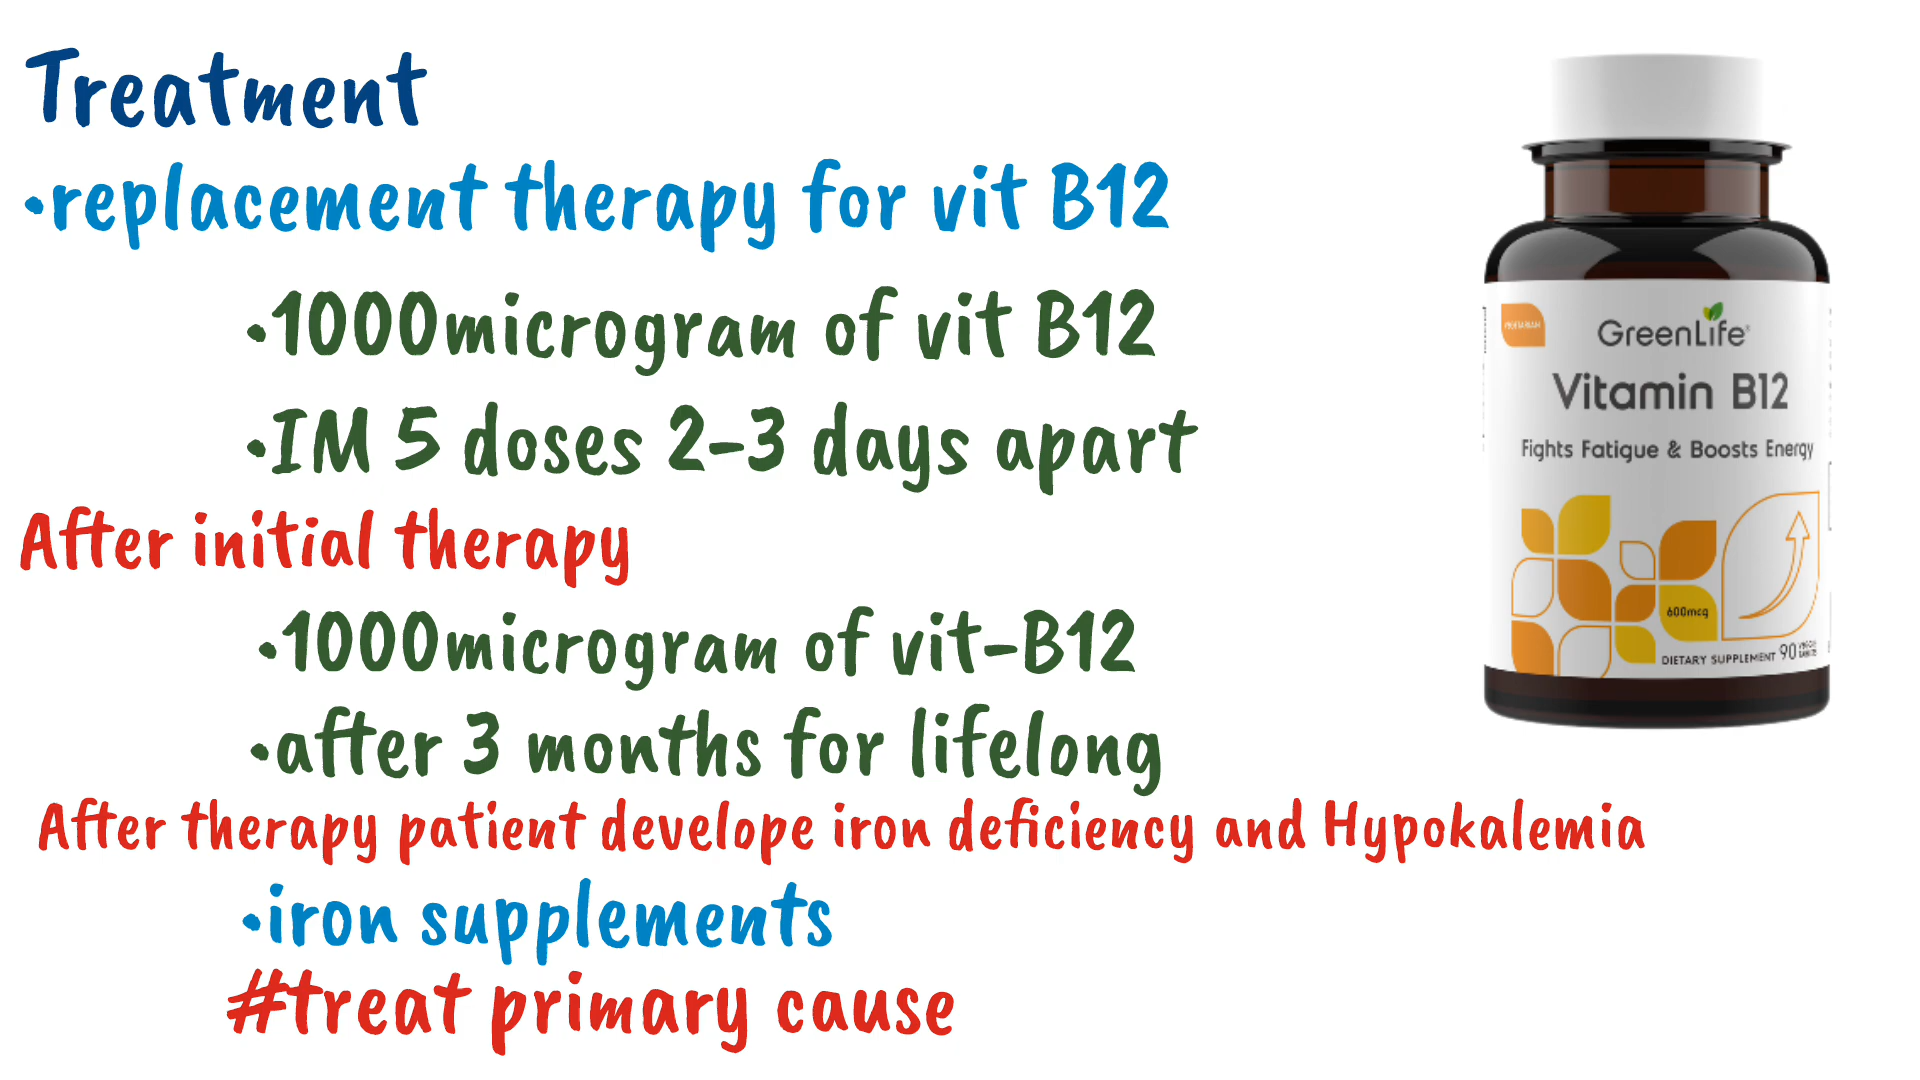 Treatment
•replacement therapy for vit B12
•1000microgram of vit B12
•IM 5 doses 2-3 days apart
After initial therapy
•1000microgram of vit-B12
•after 3 months for lifelong
After therapy patient develope iron deficiency and Hypokalemia
•iron supplements
#treat primary cause
GreenLife
Vitamin B12
Fights Fatigue & Boosts Energy
600mcg
DIETARY SUPPLEMENT 90